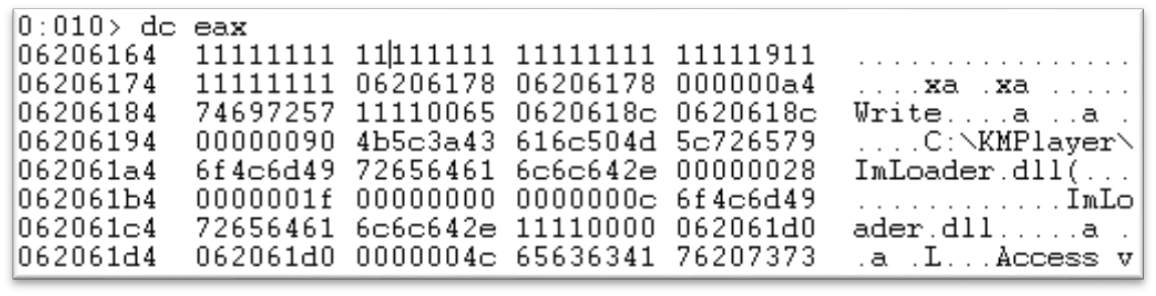 0:010> dc eax
06206164  11111111 11111111 11111111 11111911  ................
06206174  11111111 06206178 06206178 000000a4  ....xa .xa .....
06206184  74697257 11110065 0620618c 0620618c  Write....a ..a .
06206194  00000090 4b5c3a43 616c504d 5c726579  ....C:\KMPlayer\
062061a4  6f4c6d49 72656461 6c6c642e 00000028  ImLoader.dll(...
062061b4  0000001f 00000000 0000000c 6f4c6d49  ............ImLo
062061c4  72656461 6c6c642e 11110000 062061d0  ader.dll.....a .
062061d4  062061d0 0000004c 65636341 76207373  .a .L...Access v